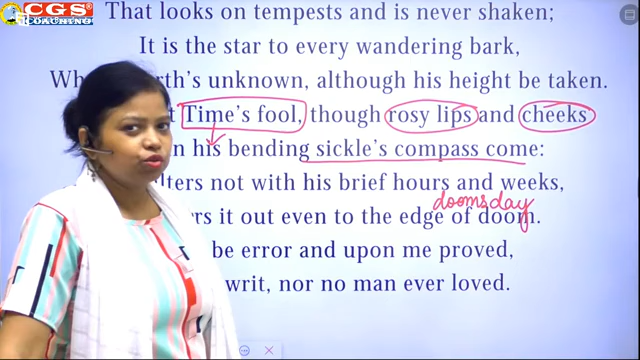 CGS®
COACHING
That looks on tempests and is never shaken;
It is the star to every wandering bark,
unknown, although his height be taken.
Time's fool, though rosy lips and cheeks
his bending sickle's compass come:
not with his brief hours and weeks,
doomsday
it out even to the edge of doom.
be error and upon me proved,
writ, nor no man ever loved.